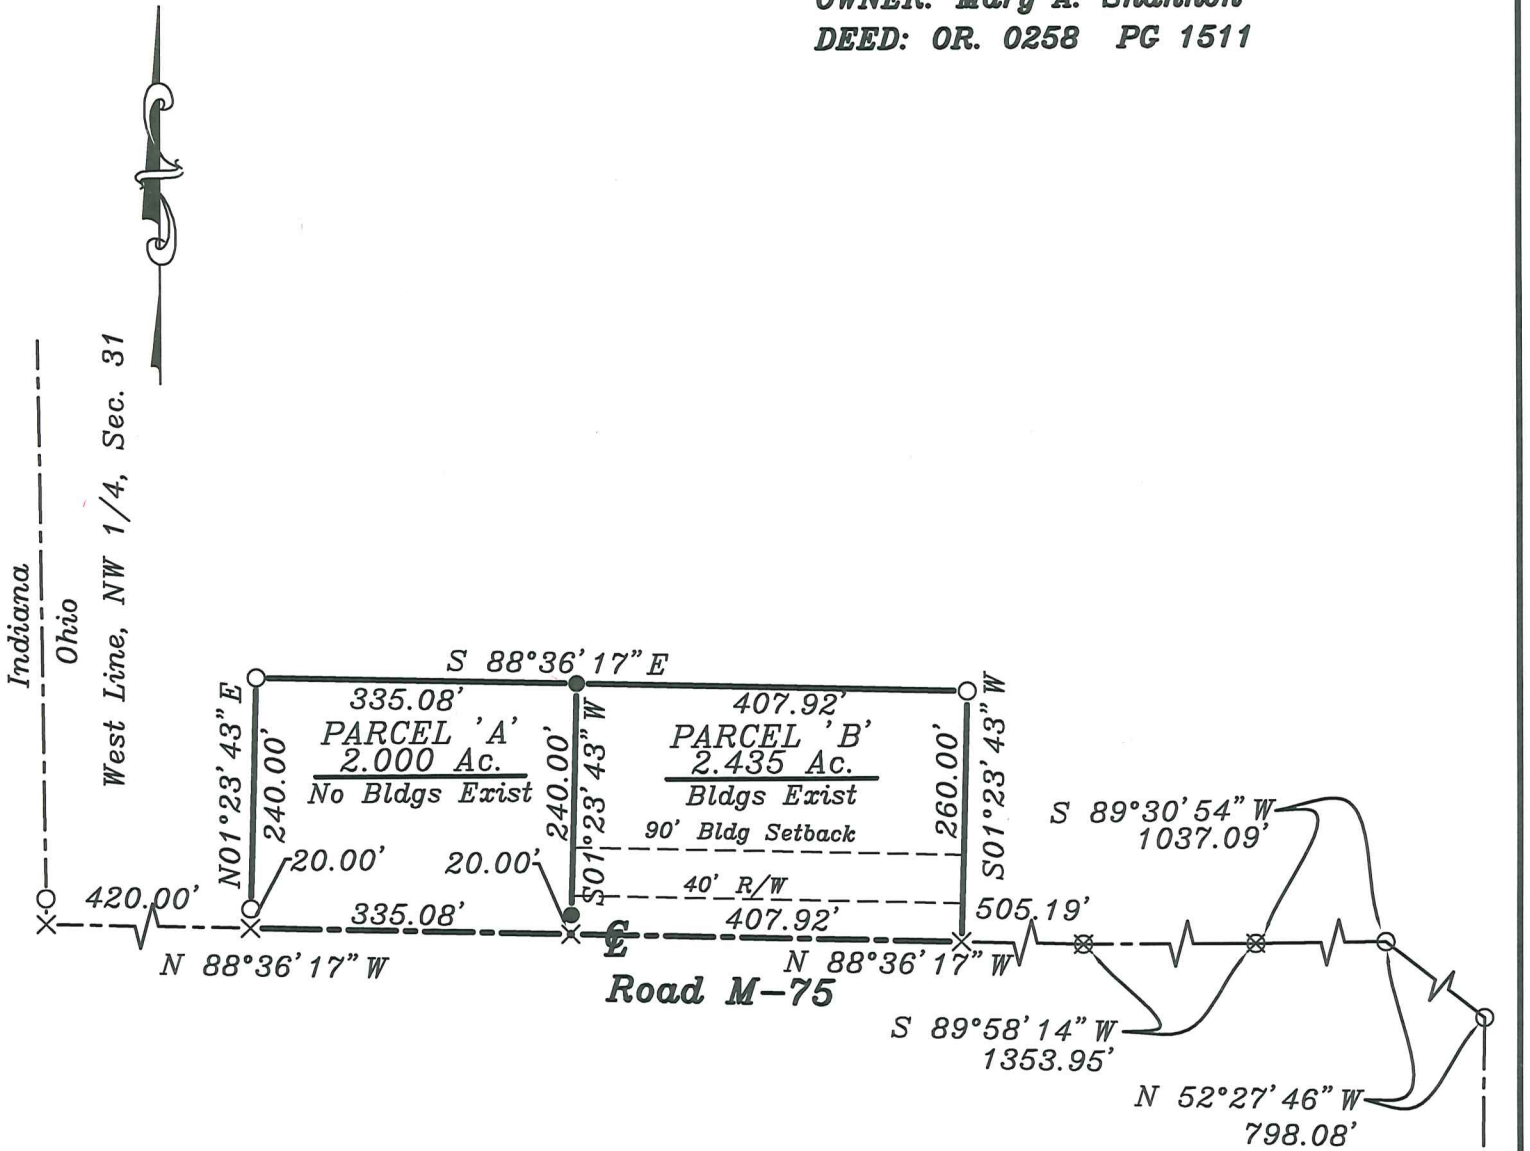 OWNER: Mary A. Shannon
DEED: OR. 0258 PG 1511
Indiana
Ohio
West Line, NW 1/4, Sec. 31
S 88°36'17" E
335.08'
407.92'
PARCEL 'A'
2.000 Ac.
No Bldgs Exist
PARCEL 'B'
2.435 Ac.
Bldgs Exist
N01°23'43" E
240.00'
240.00'
S01°23'43" W
260.00'
S01°23'43" W
90' Bldg Setback
40' R/W
20.00'
20.00'
420.00'
335.08'
407.92'
505.19'
N 88°36'17" W
N 88°36'17" W
℄
Road M-75
S 89°30'54" W
1037.09'
S 89°58'14" W
1353.95'
N 52°27'46" W
798.08'